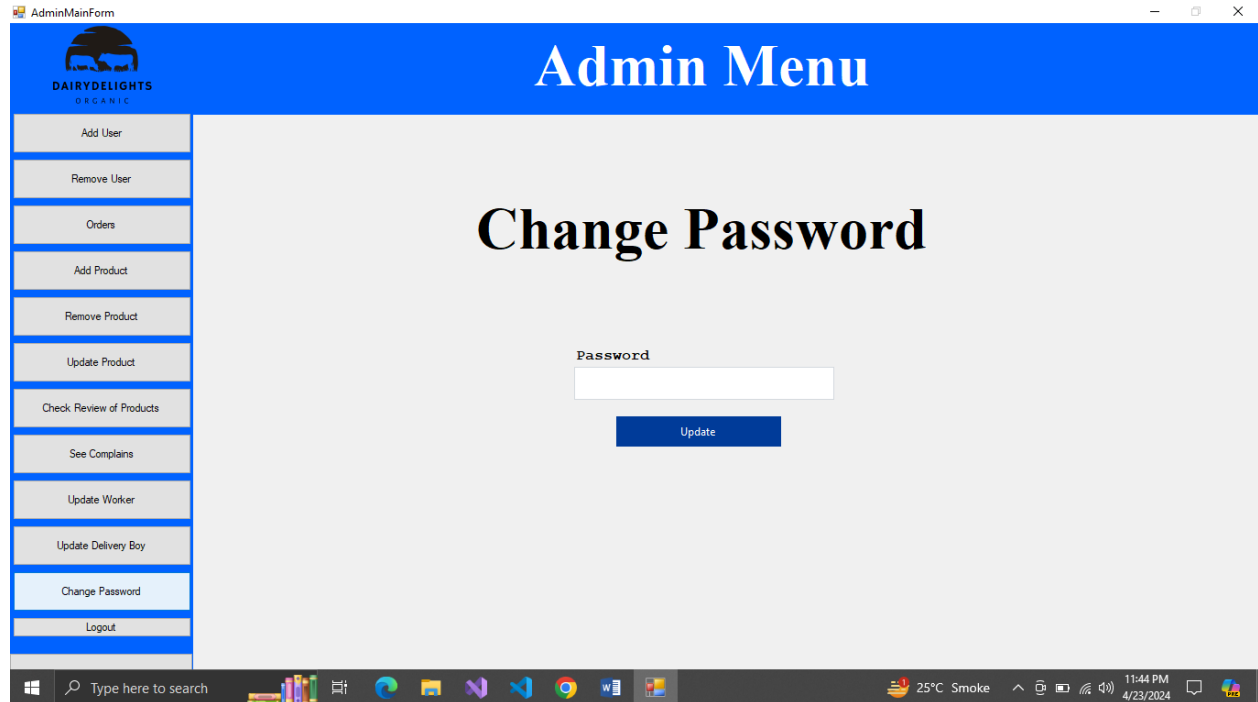 AdminMainForm
DAIRYDELIGHTS
ORGANIC
Admin Menu
Add User
Remove User
Orders
Add Product
Remove Product
Update Product
Check Review of Products
See Complains
Update Worker
Update Delivery Boy
Change Password
Logout
Change Password
Password
Update
Type here to search
1
25°C Smoke
11:44 PM
4/23/2024
PRE